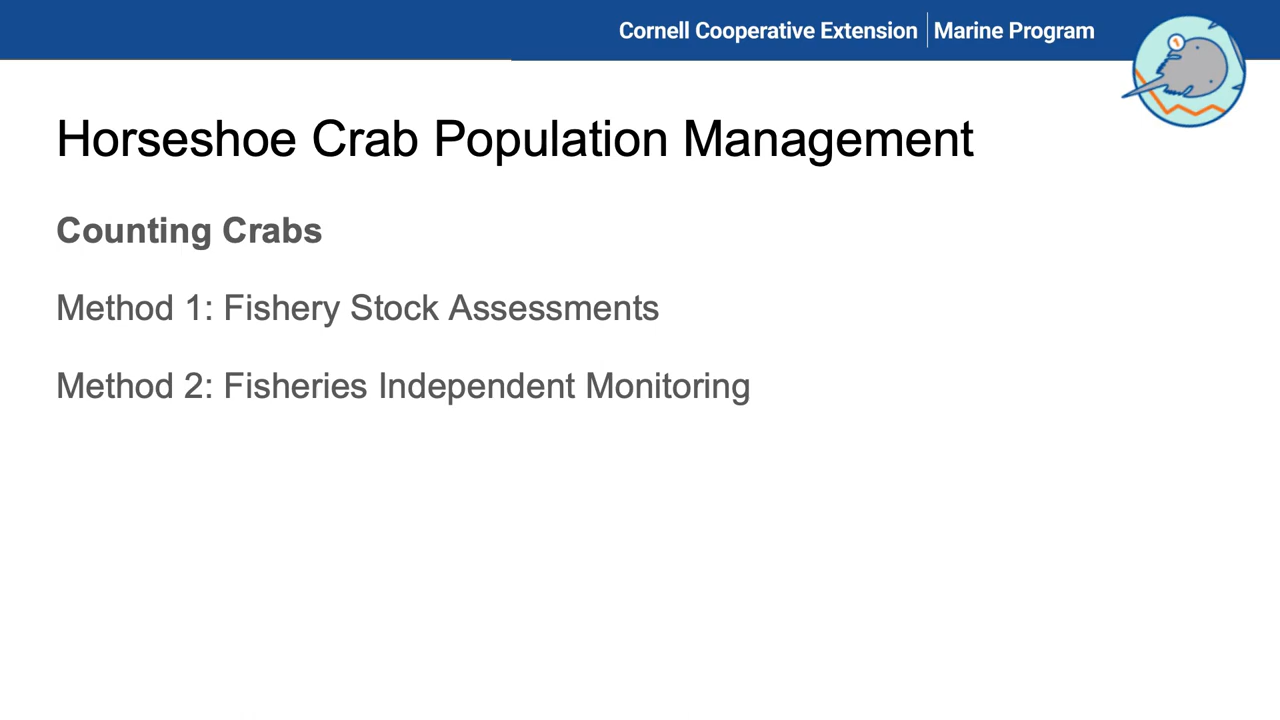 Cornell Cooperative Extension | Marine Program
Horseshoe Crab Population Management
Counting Crabs
Method 1: Fishery Stock Assessments
Method 2: Fisheries Independent Monitoring